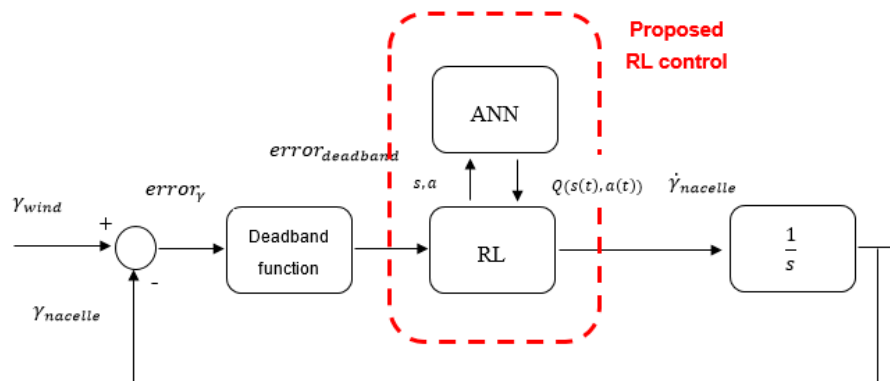 Proposed
RL control
ANN
error_deadband
s,a
Q(s(t),a(t))
γ̇_nacelle
error_γ
γ_wind
+
Deadband
function
RL
1
s
-
γ_nacelle